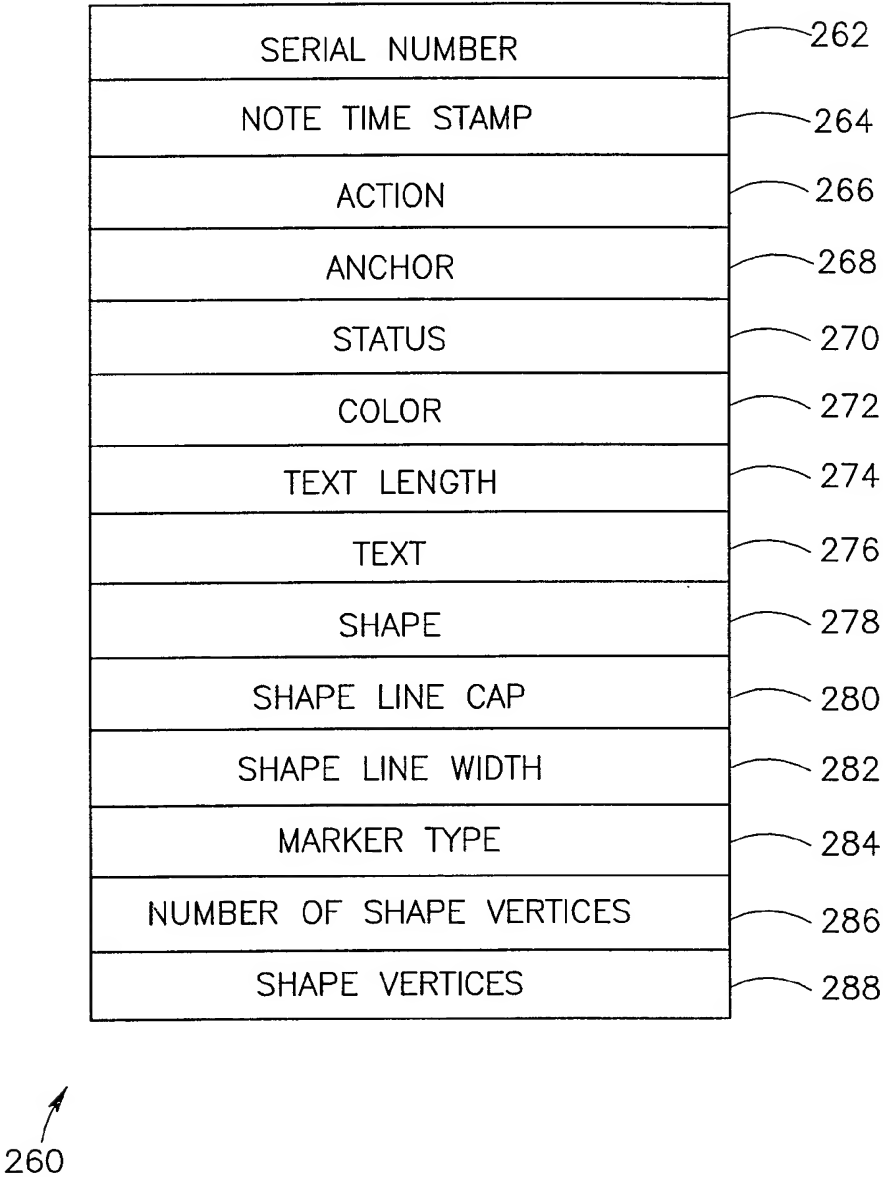 SERIAL NUMBER 262
NOTE TIME STAMP 264
ACTION 266
ANCHOR 268
STATUS 270
COLOR 272
TEXT LENGTH 274
TEXT 276
SHAPE 278
SHAPE LINE CAP 280
SHAPE LINE WIDTH 282
MARKER TYPE 284
NUMBER OF SHAPE VERTICES 286
SHAPE VERTICES 288
260